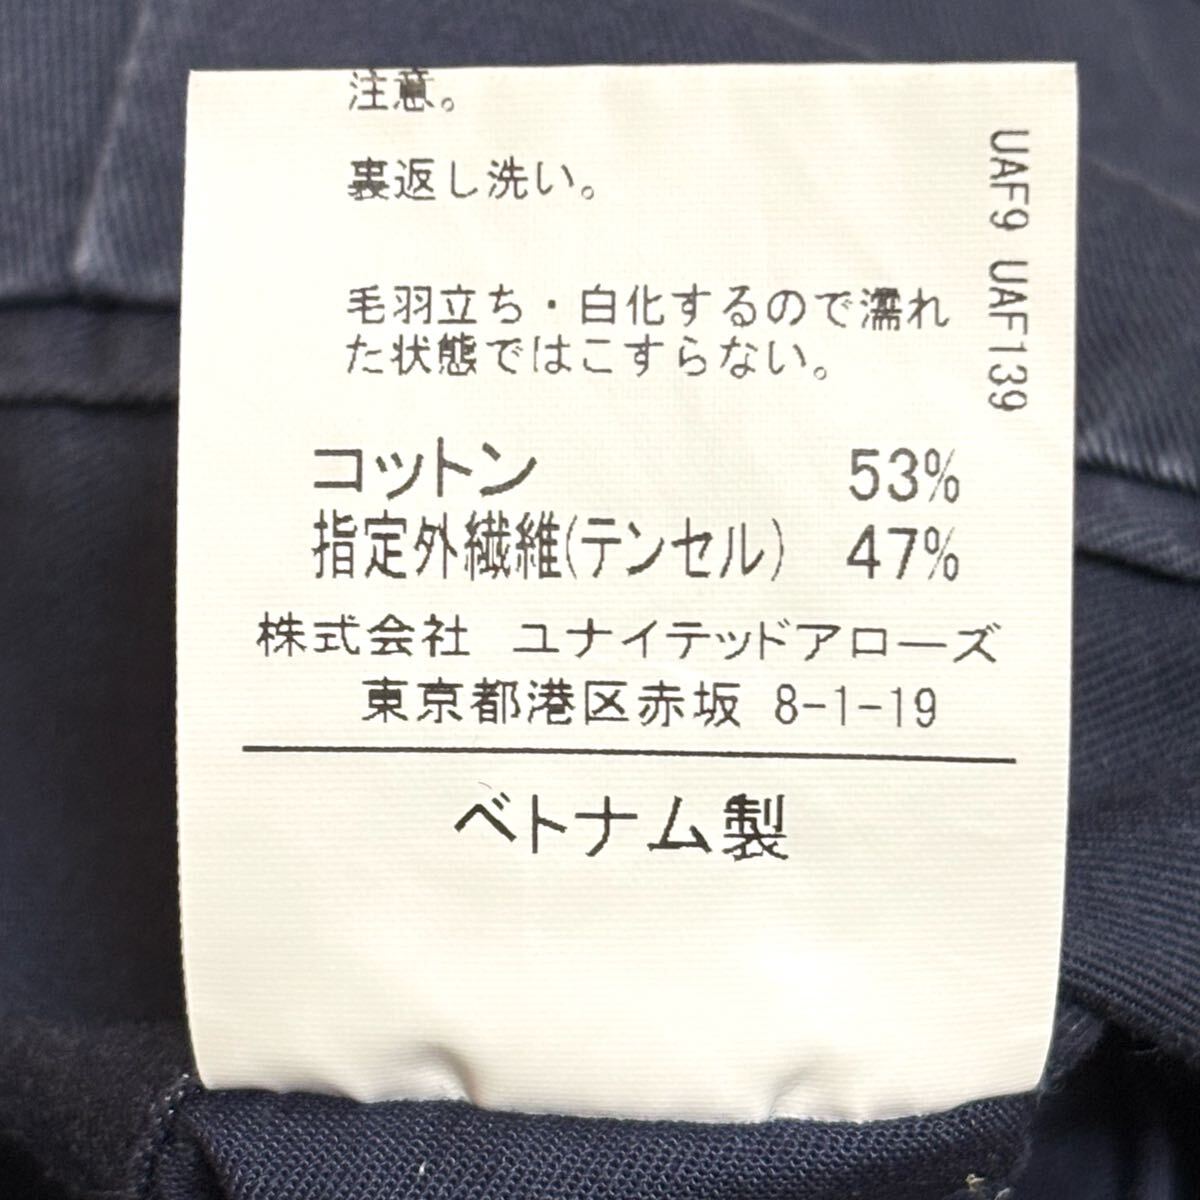 注意。
裏返し洗い。
毛羽立ち・白化するので濡れ
た状態ではこすらない。
コットン 53%
指定外繊維(テンセル) 47%
株式会社 ユナイテッドアローズ
東京都港区赤坂 8-1-19
ベトナム製
UAF9 UAF139